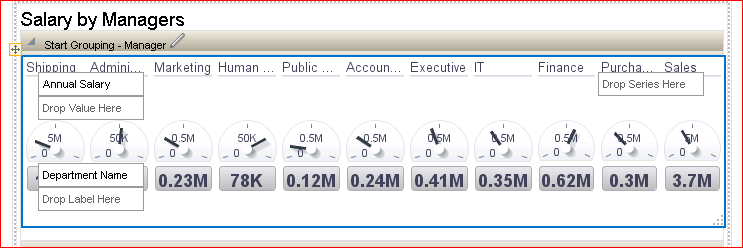 Salary by Managers
Start Grouping - Manager
Shipping Admini... Marketing Human ... Public ... Accoun... Executive IT Finance Purcha... Sales
Annual Salary
Drop Series Here
Drop Value Here
5M 50K 0.5M 50K 0.5M 0.5M 0.5M 0.5M 0.5M 0.5M 5M
0 0 0 0 0 0 0 0 0 0 0
Department Name
0.23M 78K 0.12M 0.24M 0.41M 0.35M 0.62M 0.3M 3.7M
Drop Label Here